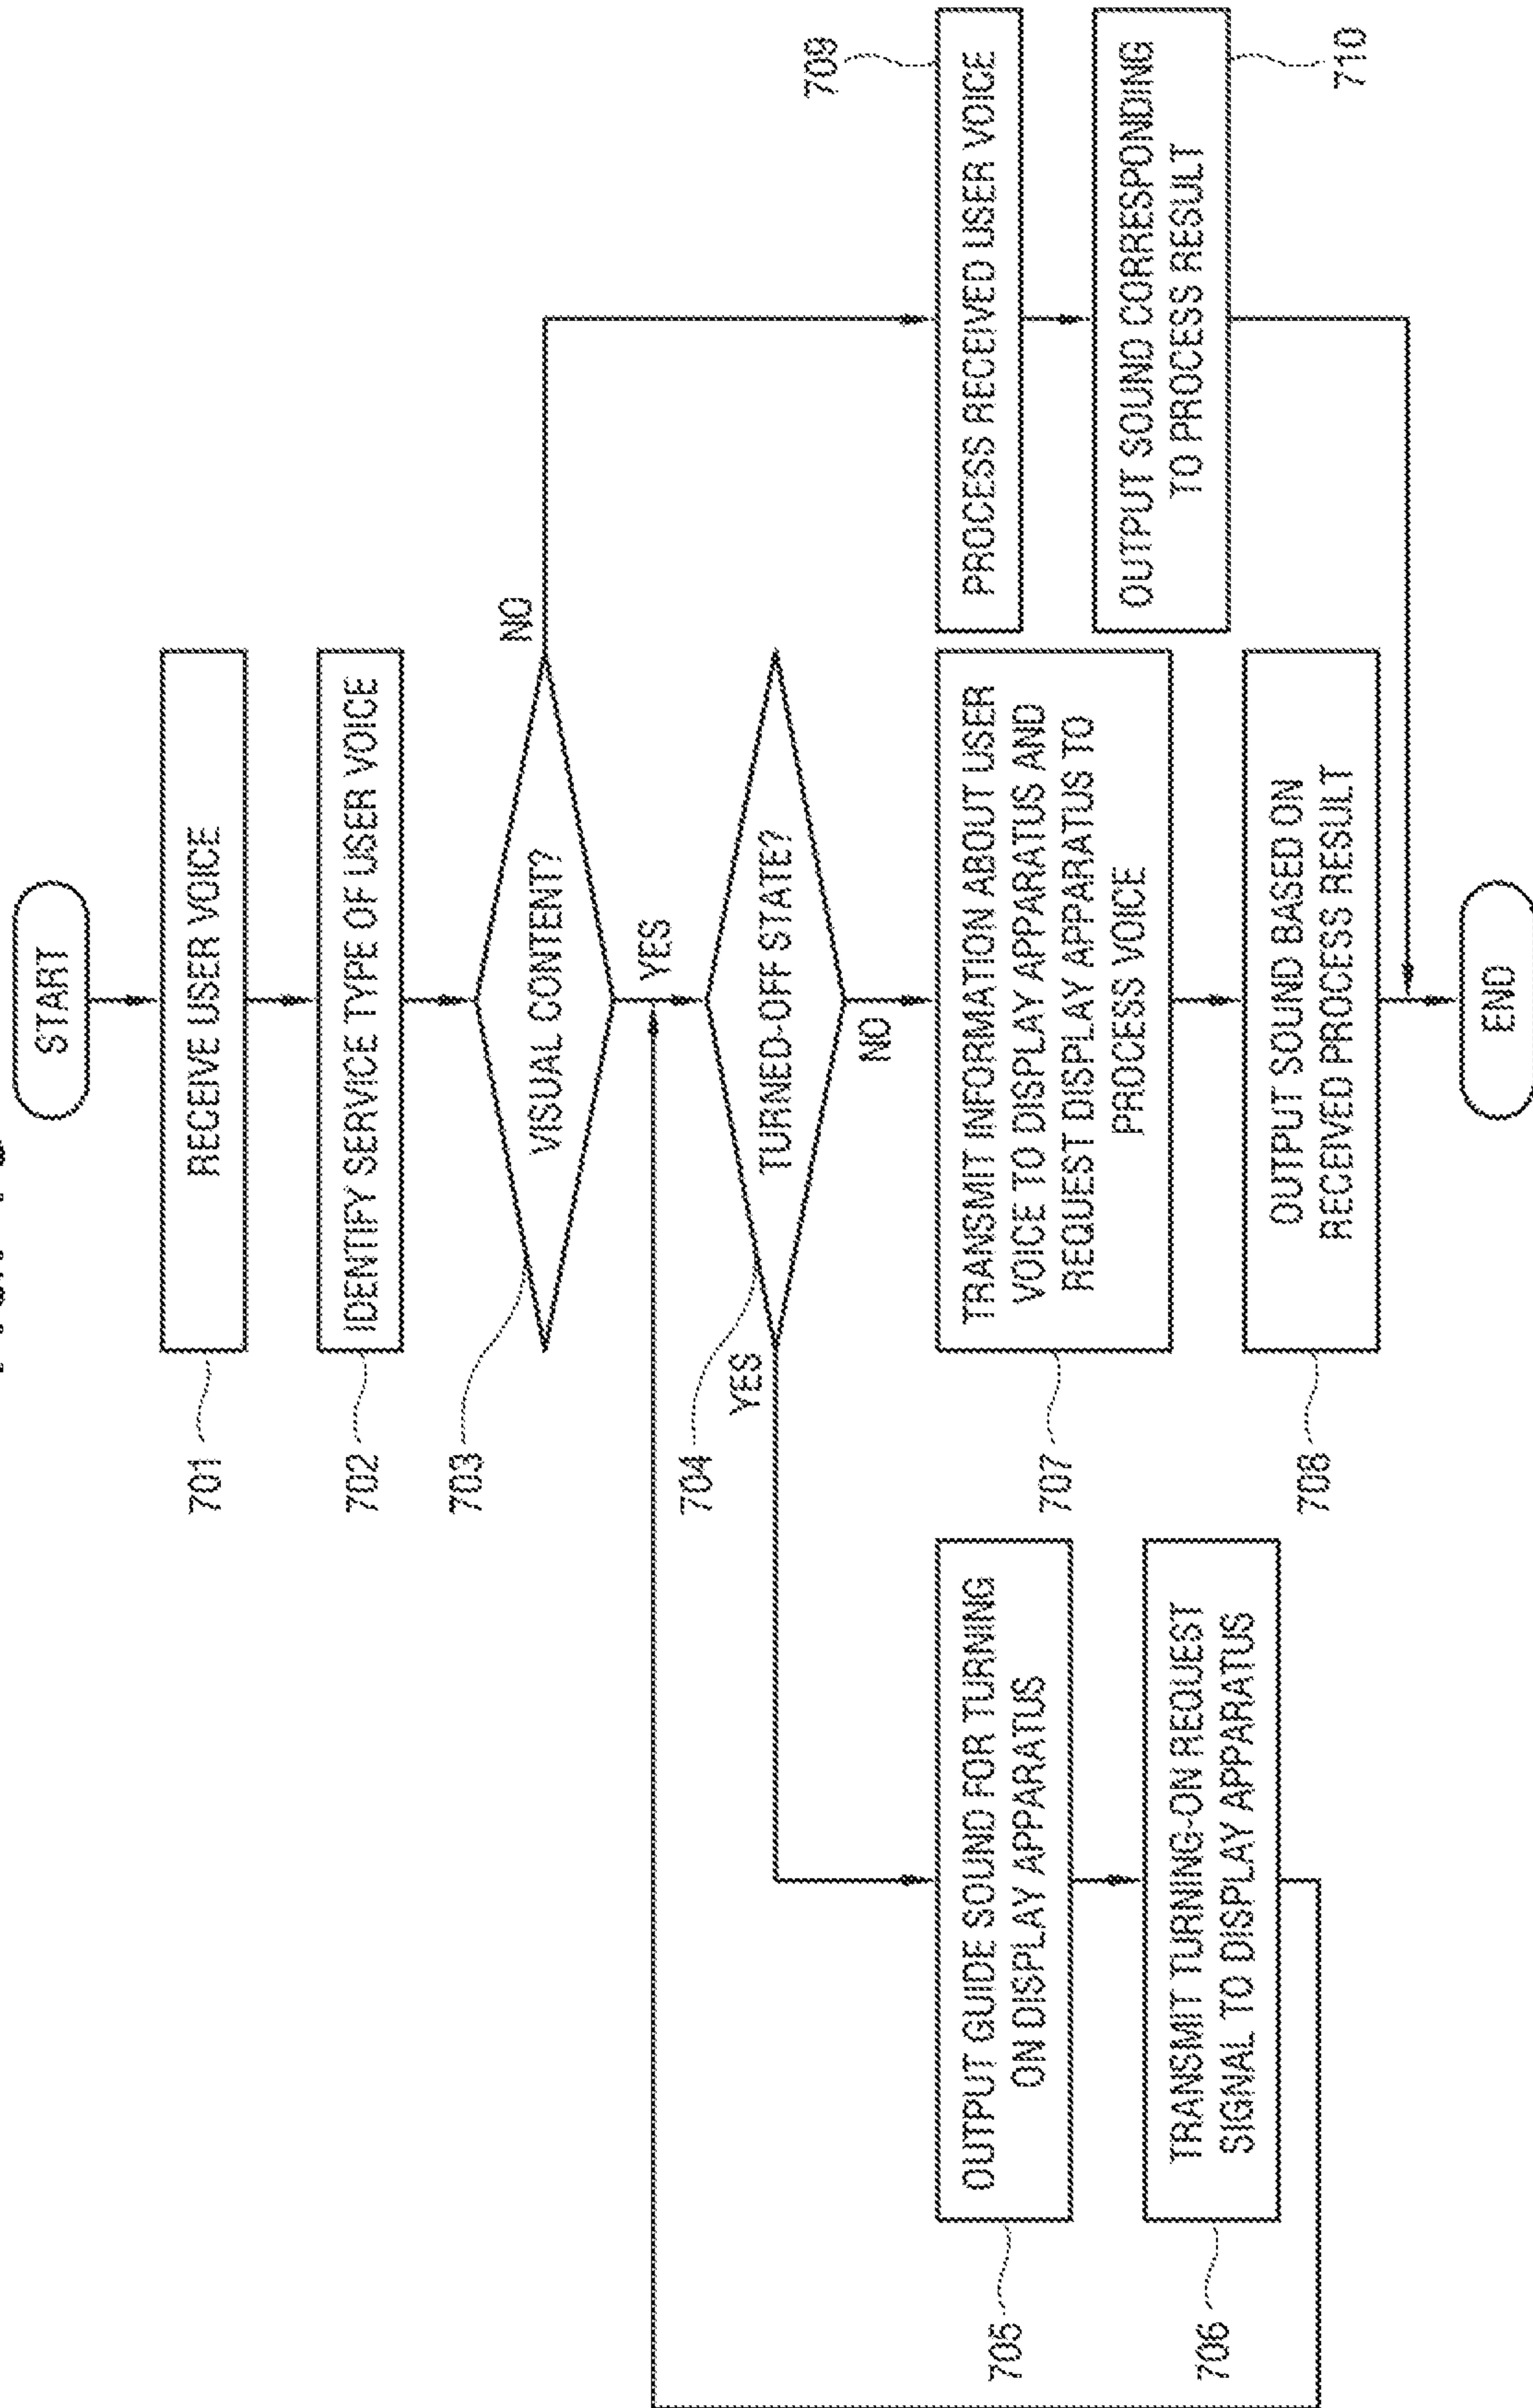 START
701
RECEIVE USER VOICE
702
IDENTIFY SERVICE TYPE OF USER VOICE
703
VISUAL CONTENT?
NO
YES
704
TURNED-OFF STATE?
YES
NO
705
OUTPUT GUIDE SOUND FOR TURNING
ON DISPLAY APPARATUS
706
TRANSMIT TURNING-ON REQUEST
SIGNAL TO DISPLAY APPARATUS
707
TRANSMIT INFORMATION ABOUT USER
VOICE TO DISPLAY APPARATUS AND
REQUEST DISPLAY APPARATUS TO
PROCESS VOICE
708
OUTPUT SOUND BASED ON
RECEIVED PROCESS RESULT
709
PROCESS RECEIVED USER VOICE
OUTPUT SOUND CORRESPONDING
TO PROCESS RESULT
710
END